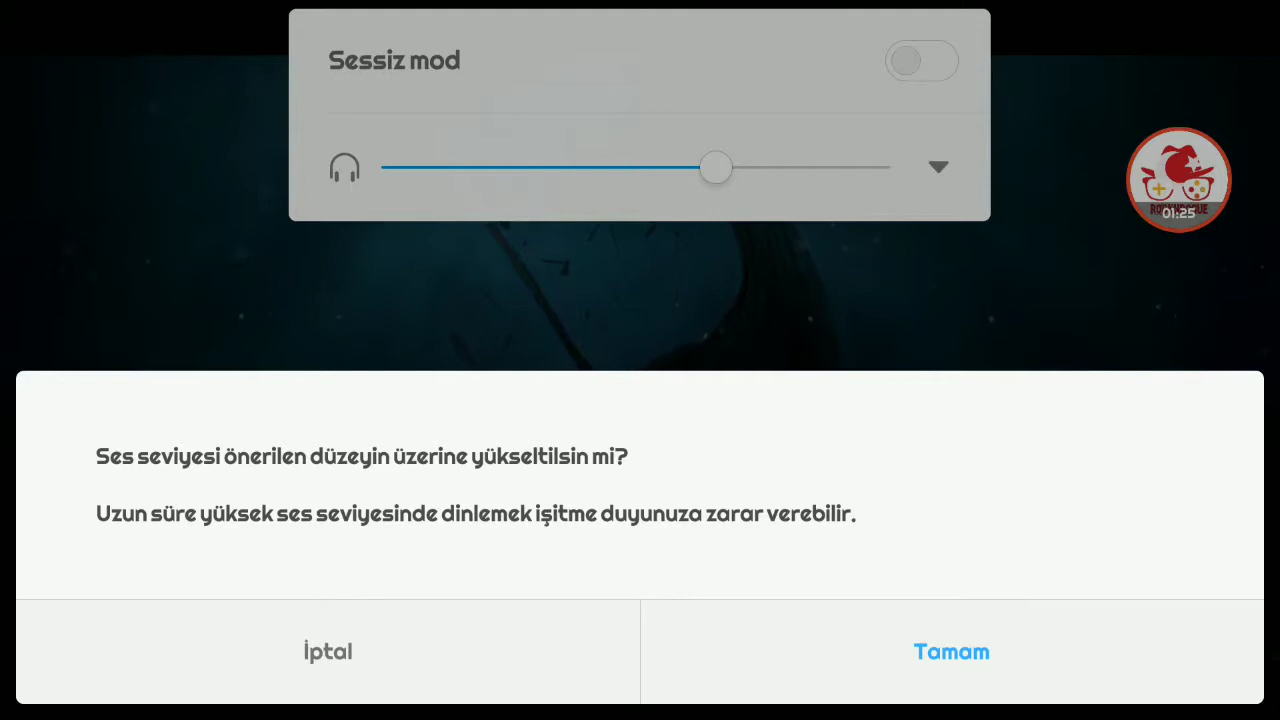 Sessiz mod
01:25
Ses seviyesi önerilen düzeyin üzerine yükseltilsin mi?
Uzun süre yüksek ses seviyesinde dinlemek işitme duyunuza zarar verebilir.
İptal
Tamam